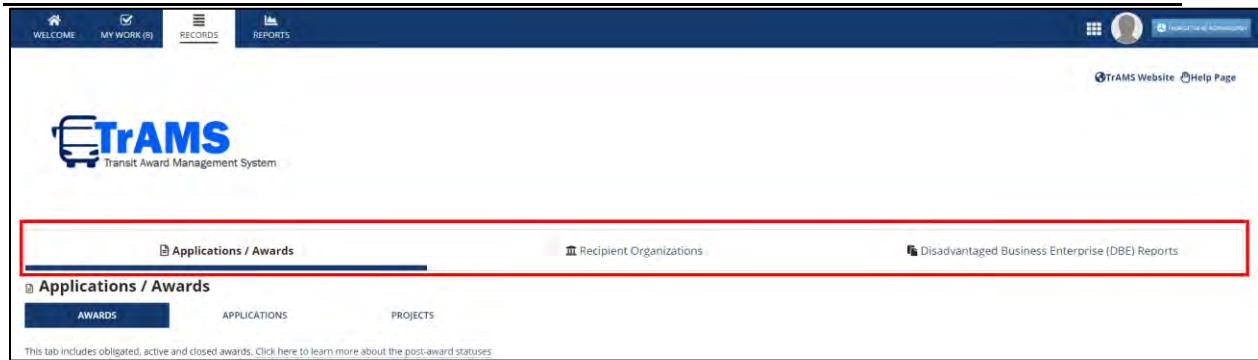 WELCOME MY WORK (8) RECORDS REPORTS
TrAMS Website Help Page
TrAMS
Transit Award Management System
Applications / Awards Recipient Organizations Disadvantaged Business Enterprise (DBE) Reports
Applications / Awards
AWARDS APPLICATIONS PROJECTS
This tab includes obligated, active and closed awards. Click here to learn more about the post-award statuses